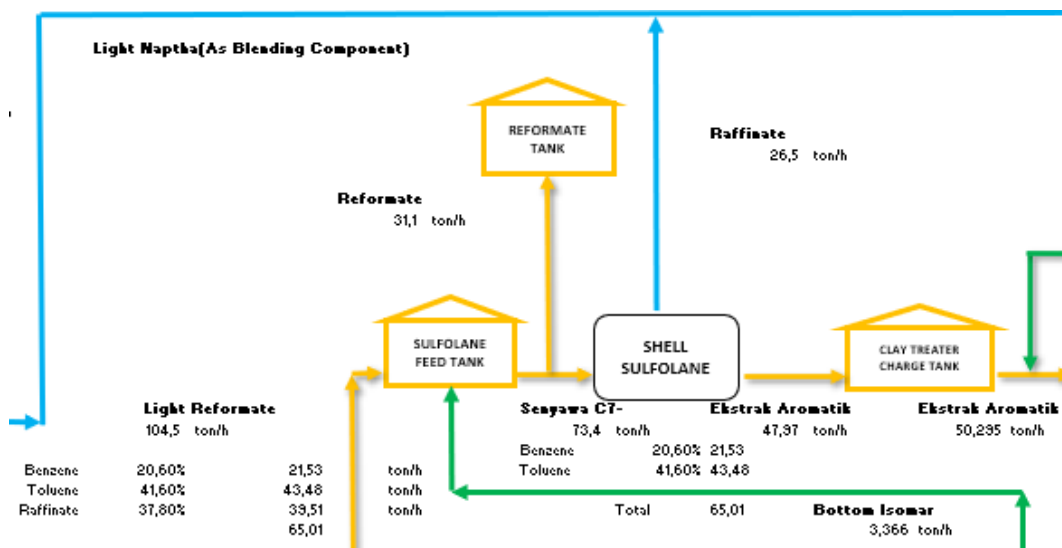 Light Naptha(As Blending Component)
REFORMATE
TANK
Raffinate
26,5 ton/h
Reformate
31,1 ton/h
SULFOLANE
FEED TANK
SHELL
SULFOLANE
CLAY TREATER
CHARGE TANK
Light Reformate
104,5 ton/h
Senyawa C7-
73,4 ton/h
Ekstrak Aromatik
47,97 ton/h
Ekstrak Aromatik
50,295 ton/h
Benzene 20,60% 21,53
Toluene 41,60% 43,48
Benzene 20,60% 21,53 ton/h
Toluene 41,60% 43,48 ton/h
Raffinate 37,80% 39,51 ton/h
65,01
Total 65,01
Bottom Isomar
3,366 ton/h